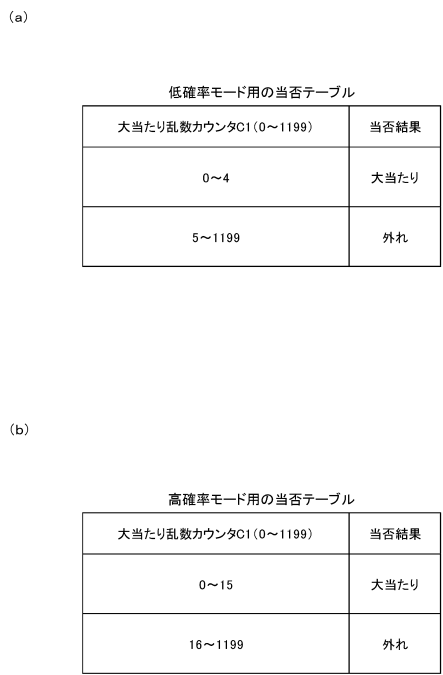 (a)
低確率モード用の当否テーブル
大当たり乱数カウンタC1(0～1199) 当否結果
0～4 大当たり
5～1199 外れ
(b)
高確率モード用の当否テーブル
大当たり乱数カウンタC1(0～1199) 当否結果
0～15 大当たり
16～1199 外れ